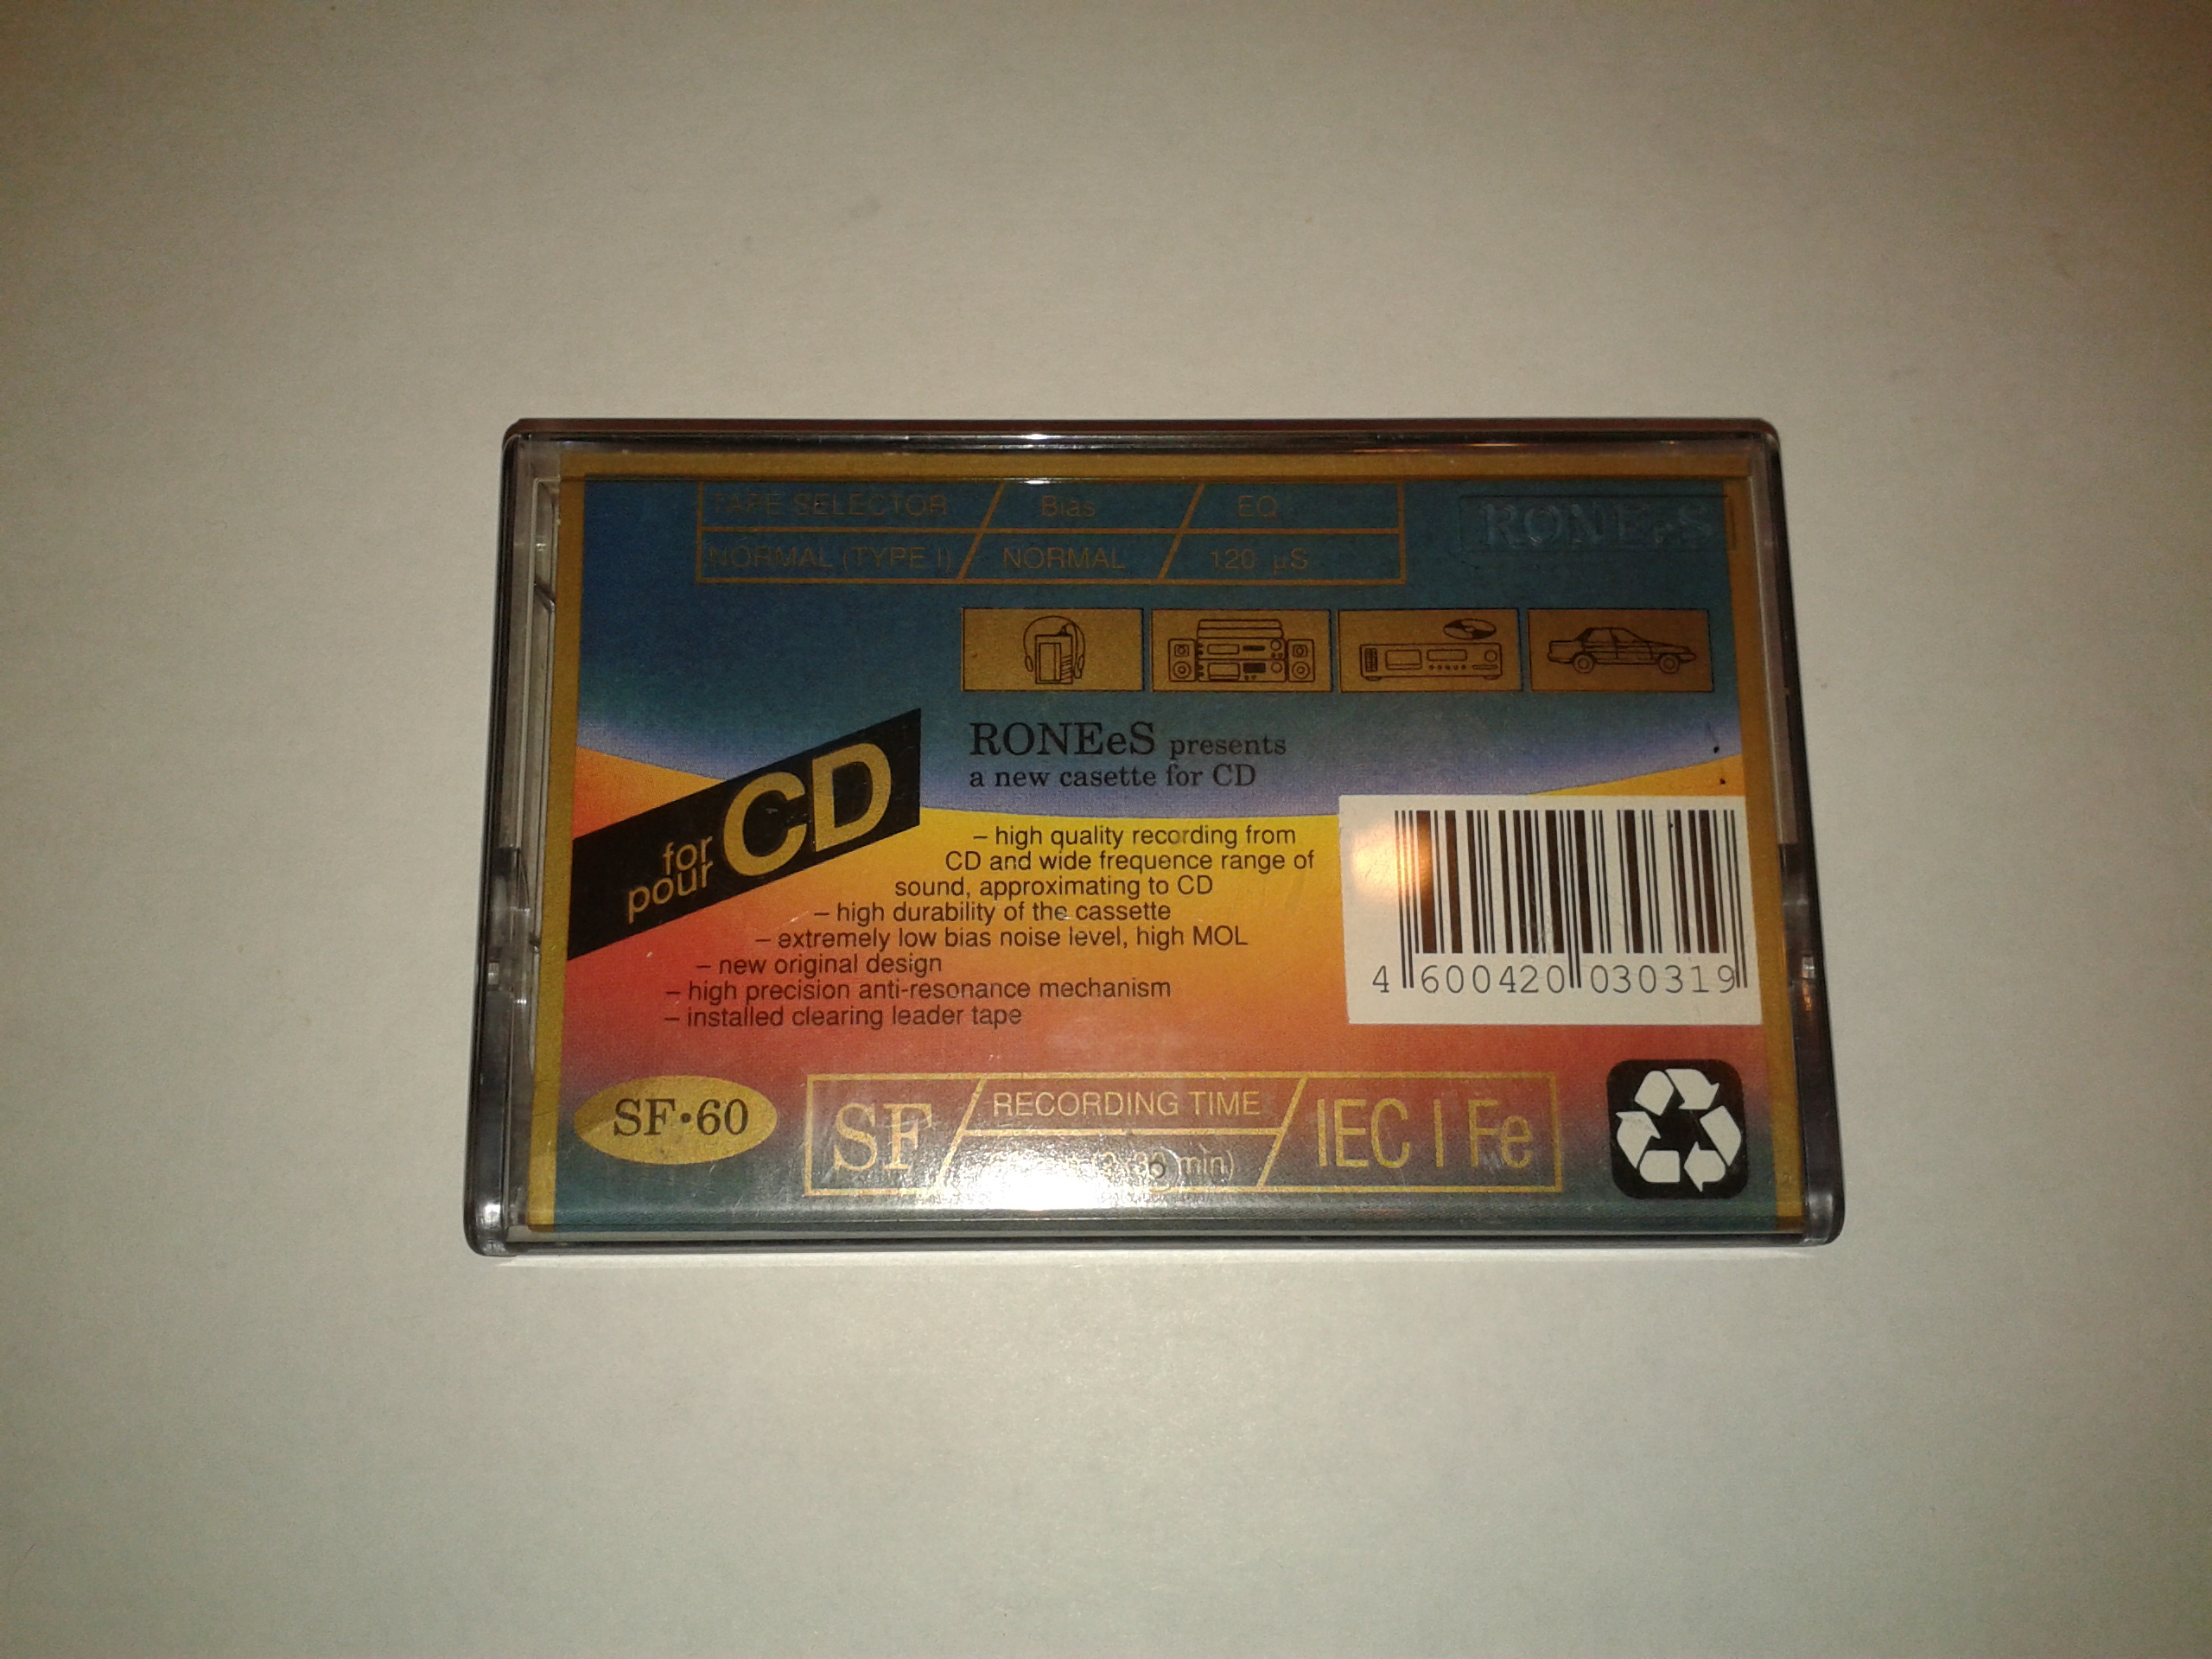 TAPE SELECTOR Bias EQ
RONEeS
NORMAL (TYPE I) NORMAL 120 µS
RONEeS presents
a new casette for CD
for
pour CD
– high quality recording from
CD and wide frequence range of
sound, approximating to CD
– high durability of the cassette
– extremely low bias noise level, high MOL
– new original design
– high precision anti-resonance mechanism
– installed clearing leader tape
4 600420 030319
SF•60
SF RECORDING TIME IEC I Fe
min)